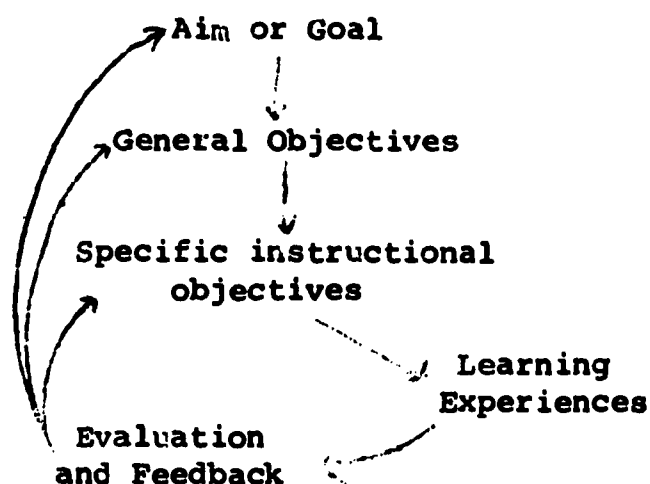 Aim or Goal
General Objectives
Specific instructional
objectives
Learning
Experiences
Evaluation
and Feedback